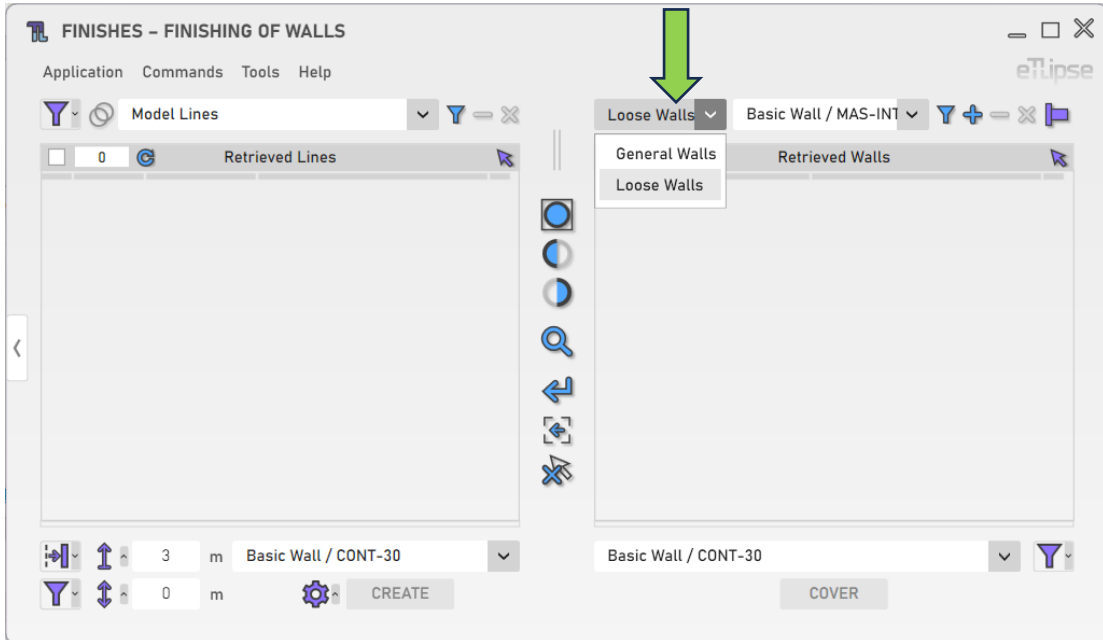 FINISHES – FINISHING OF WALLS
Application Commands Tools Help
eTLipse
Model Lines
Loose Walls
Basic Wall / MAS-INT
General Walls
Loose Walls
0
Retrieved Lines
Retrieved Walls
3 m Basic Wall / CONT-30
Basic Wall / CONT-30
0 m
CREATE
COVER